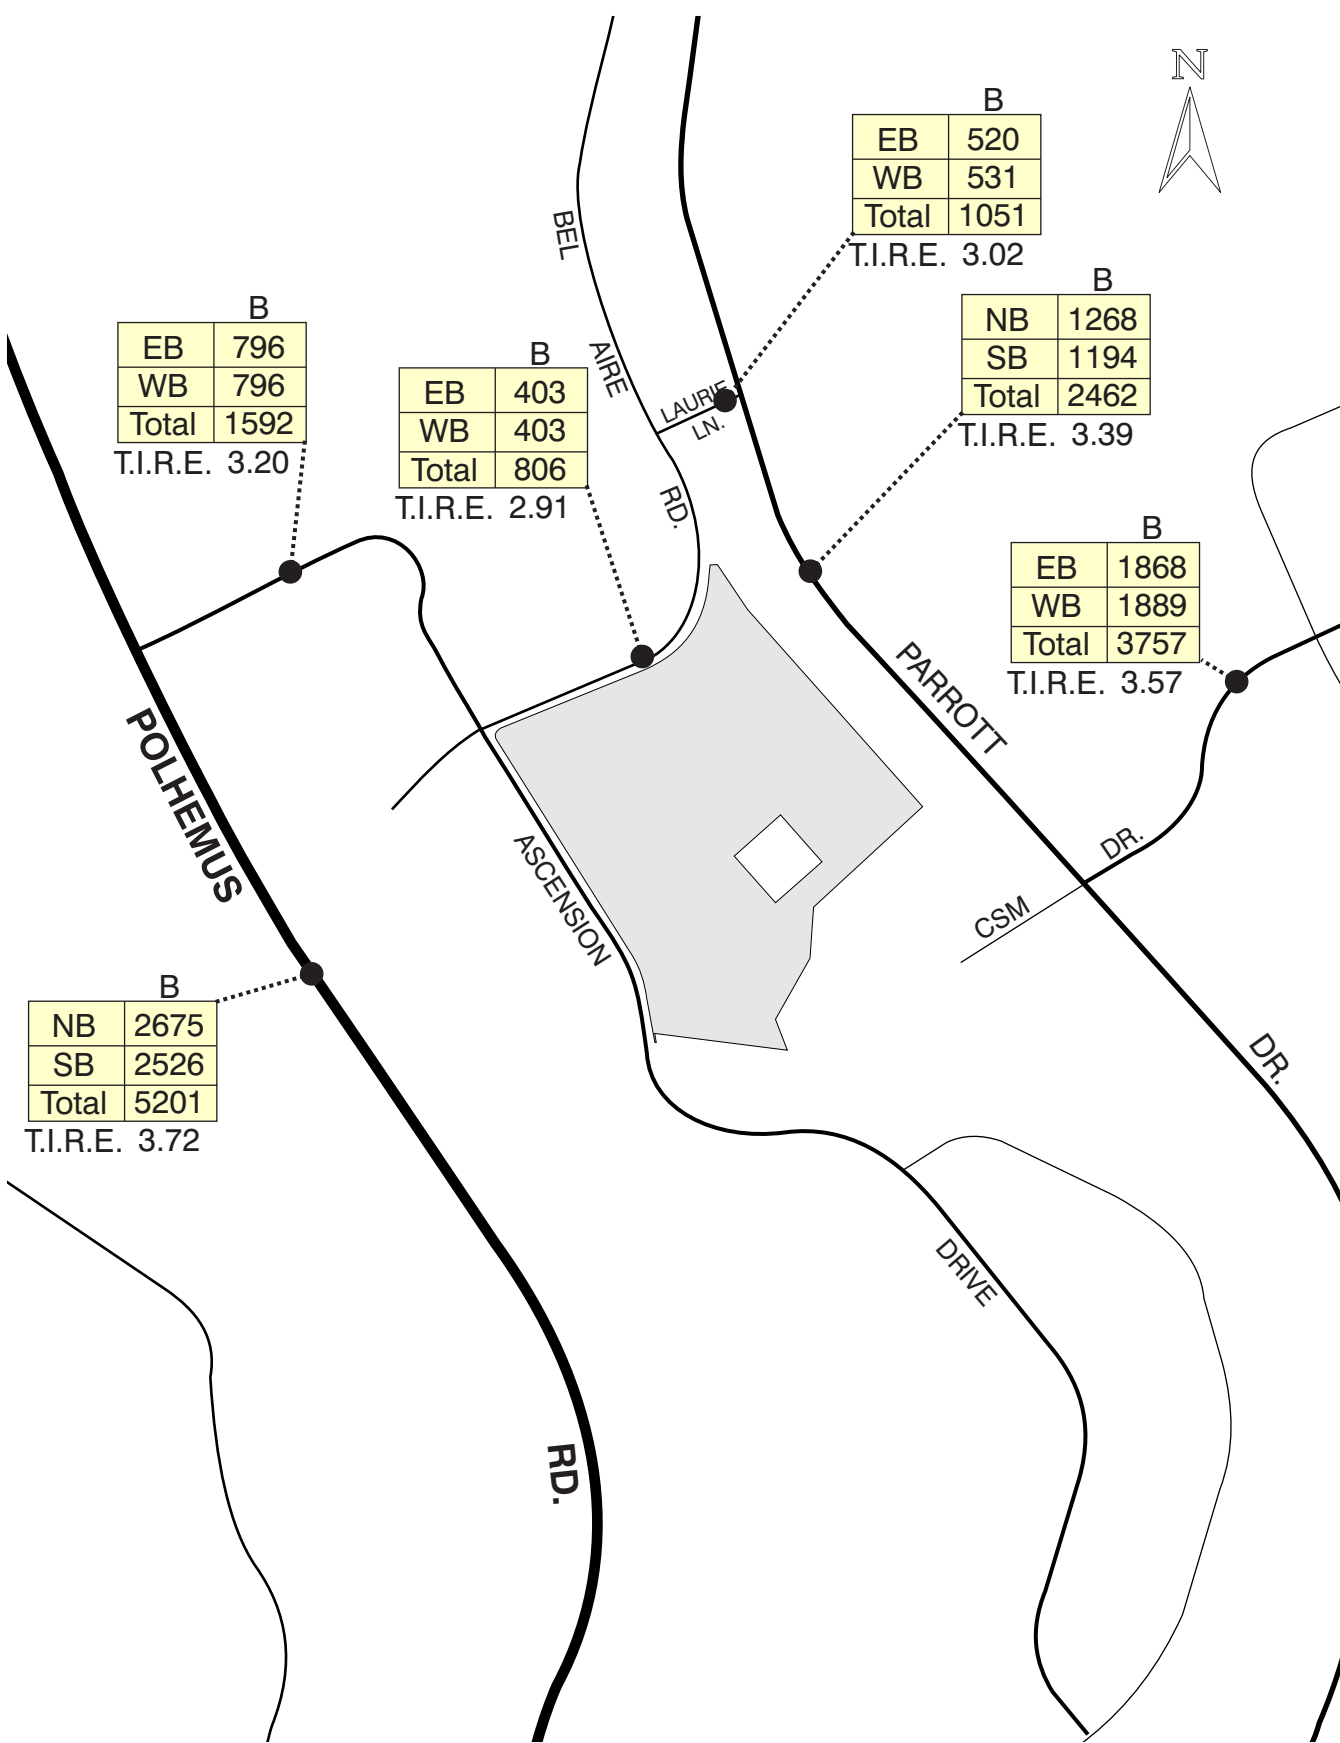 N
B
EB 520
WB 531
Total 1051
T.I.R.E. 3.02
BEL
B
NB 1268
SB 1194
Total 2462
T.I.R.E. 3.39
B
EB 796
WB 796
Total 1592
T.I.R.E. 3.20
B
EB 403
WB 403
Total 806
T.I.R.E. 2.91
AIRE
LAURIE
LN.
RD.
B
EB 1868
WB 1889
Total 3757
T.I.R.E. 3.57
PARROTT
POLHEMUS
ASCENSION
DR.
CSM
B
NB 2675
SB 2526
Total 5201
T.I.R.E. 3.72
DR.
DRIVE
RD.